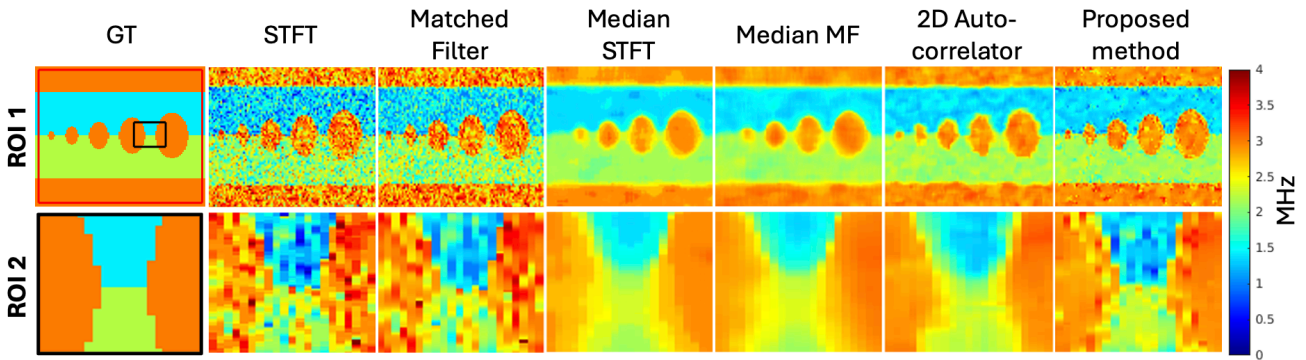 GT
STFT
Matched
Filter
Median
STFT
Median MF
2D Auto-
correlator
Proposed
method
ROI 1
ROI 2
4
3.5
3
2.5
2
1.5
1
0.5
0
MHz